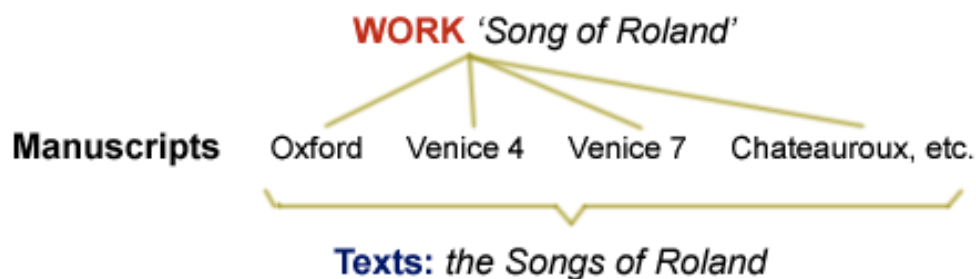 WORK ‘Song of Roland’
Manuscripts Oxford Venice 4 Venice 7 Chateauroux, etc.
Texts: the Songs of Roland